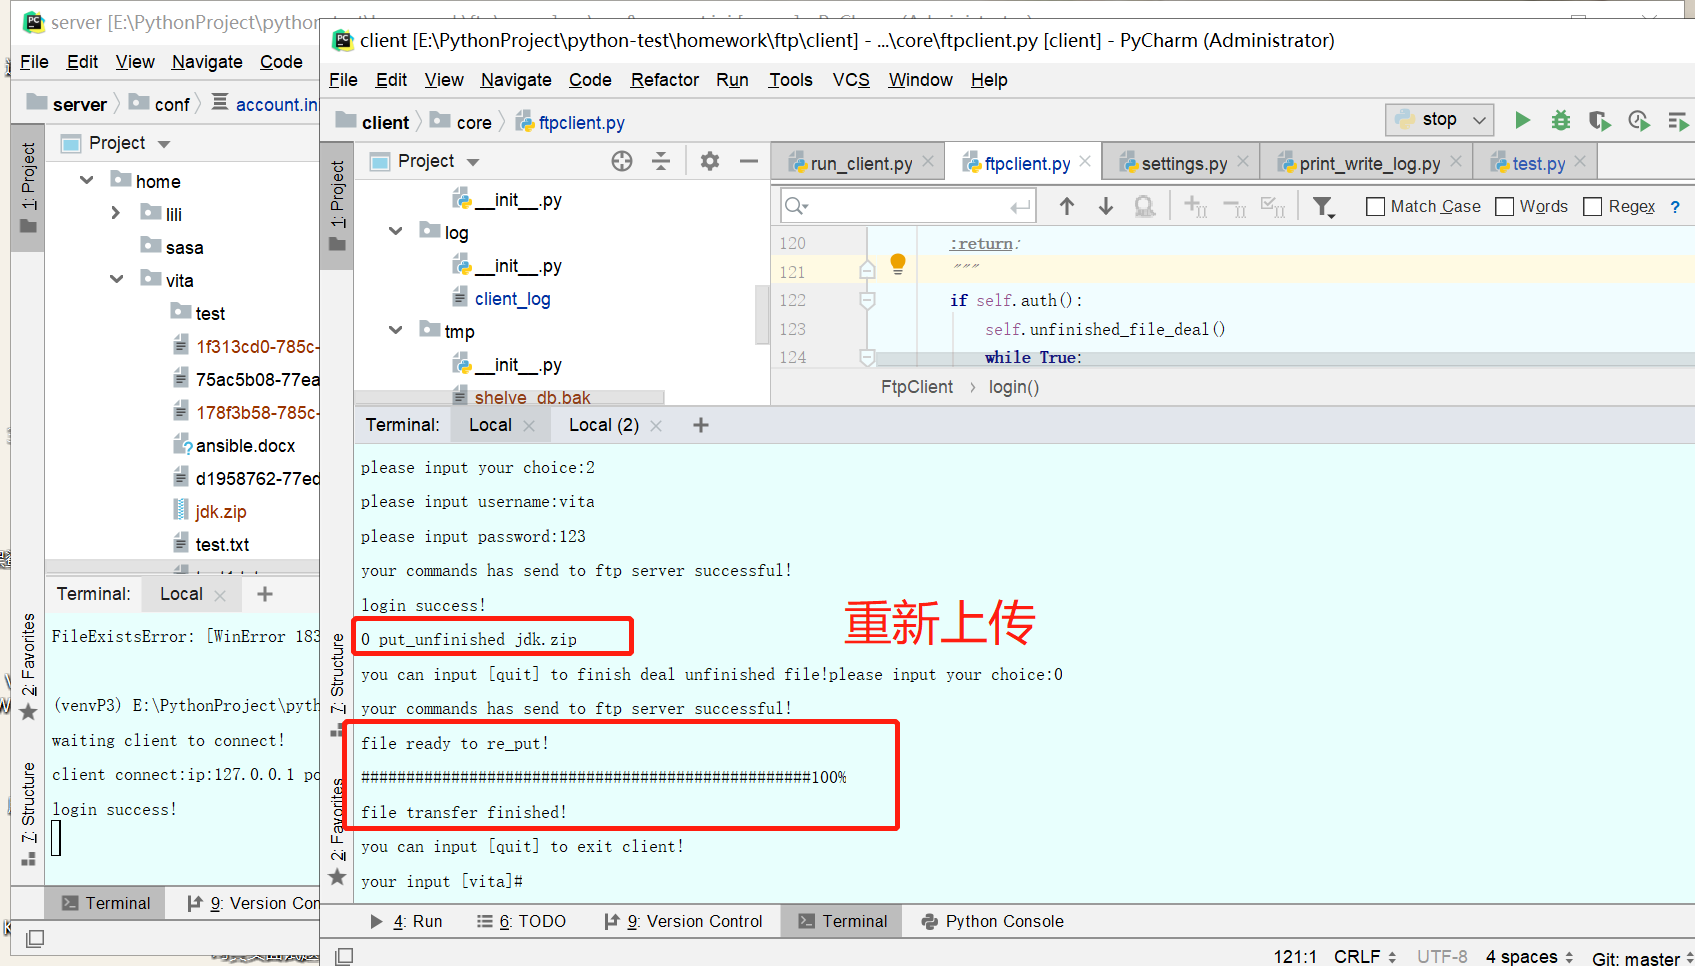 server [E:\PythonProject\python
File Edit View Navigate Code
server conf account.in
Project
home
lili
sasa
vita
test
1f313cd0-785c-
75ac5b08-77ea
178f3b58-785c-
ansible.docx
d1958762-77ed
jdk.zip
test.txt
1: Project
2: Favorites
7: Structure
Terminal: Local +
FileExistsError: [WinError 183
(venvP3) E:\PythonProject\pyth
waiting client to connect!
client connect:ip:127.0.0.1 po
login success!
Terminal 9: Version Con
client [E:\PythonProject\python-test\homework\ftp\client] - ...\core\ftpclient.py [client] - PyCharm (Administrator)
File Edit View Navigate Code Refactor Run Tools VCS Window Help
client core ftpclient.py
stop
1: Project
7: Structure
2: Favorites
Project
__init__.py
log
__init__.py
client_log
tmp
__init__.py
shelve_db.bak
run_client.py ftpclient.py settings.py print_write_log.py test.py
Match Case Words Regex ?
120 :return:
121 """
122 if self.auth():
123 self.unfinished_file_deal()
124 while True:
FtpClient › login()
Terminal: Local Local (2) +
please input your choice:2
please input username:vita
please input password:123
your commands has send to ftp server successful!
login success!
重新上传
0 put_unfinished jdk.zip
you can input [quit] to finish deal unfinished file!please input your choice:0
your commands has send to ftp server successful!
file ready to re_put!
##################################################100%
file transfer finished!
you can input [quit] to exit client!
your input [vita]#
4: Run 6: TODO 9: Version Control Terminal Python Console
121:1 CRLF UTF-8 4 spaces Git: master